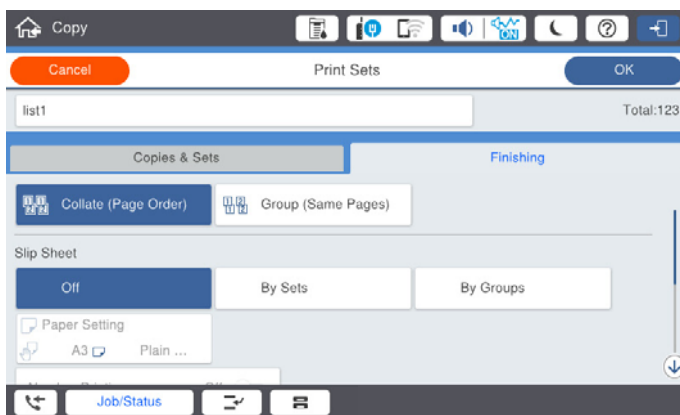 Copy
ON
Cancel
Print Sets
OK
list1
Total:123
Copies & Sets
Finishing
Collate (Page Order)
Group (Same Pages)
Slip Sheet
Off
By Sets
By Groups
Paper Setting
A3
Plain ...
Job/Status